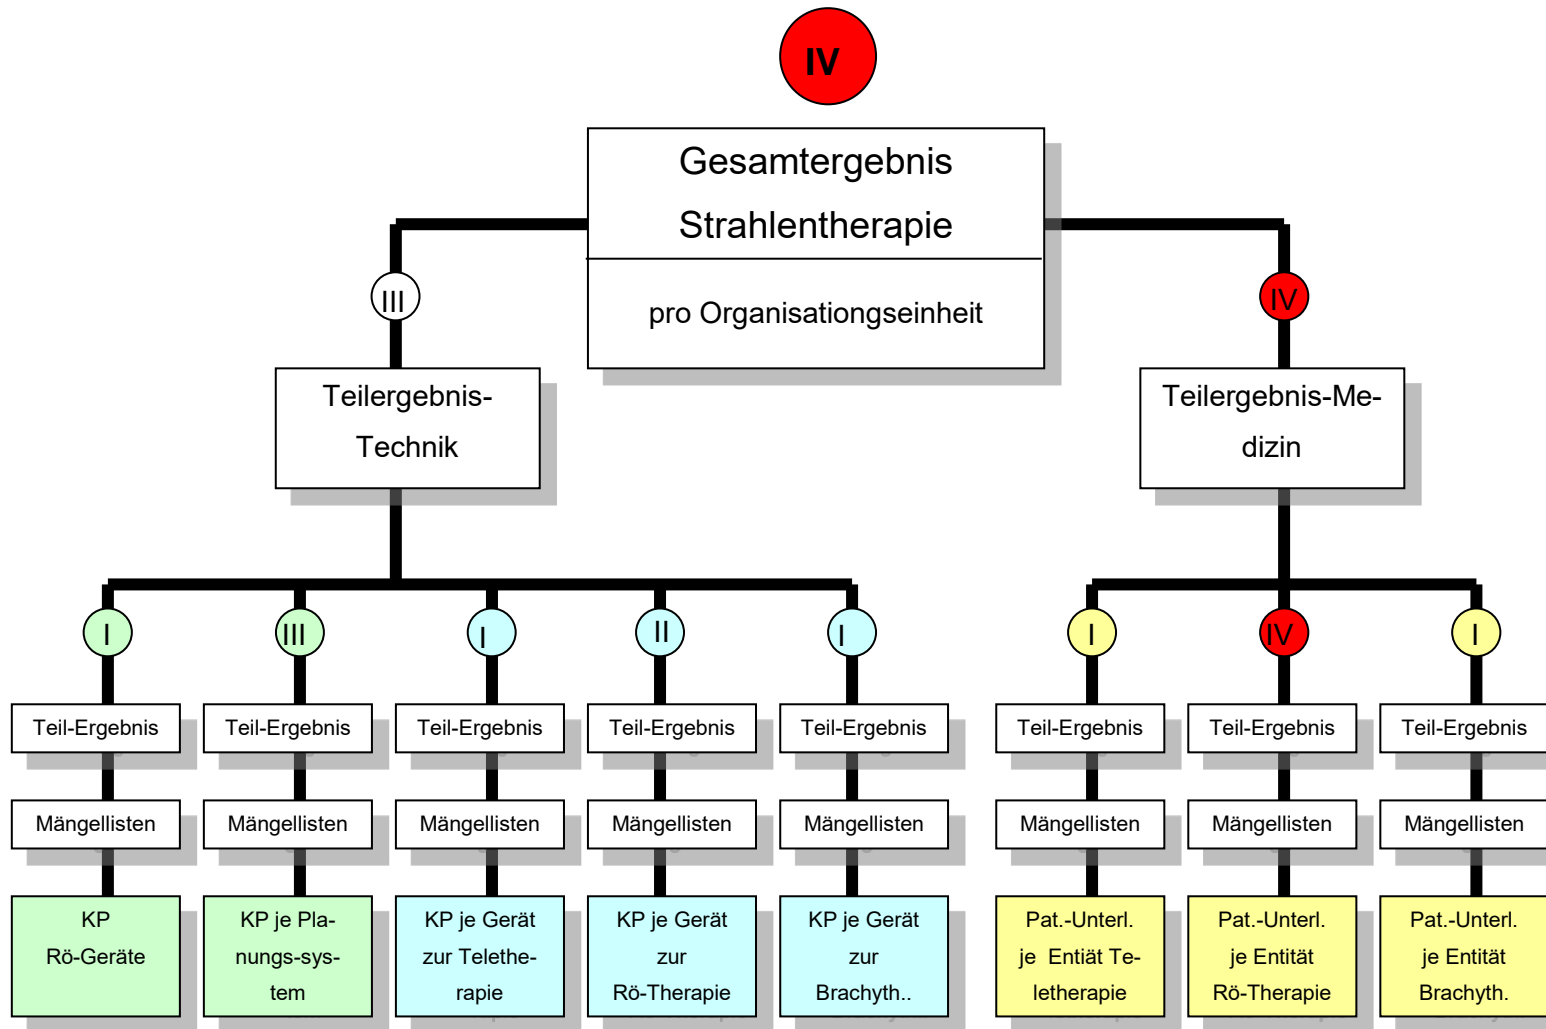 IV
Gesamtergebnis
Strahlentherapie
pro Organisationgseinheit
III
IV
Teilergebnis-
Technik
Teilergebnis-Me-
dizin
I
III
I
II
I
I
IV
I
Teil-Ergebnis
Teil-Ergebnis
Teil-Ergebnis
Teil-Ergebnis
Teil-Ergebnis
Teil-Ergebnis
Teil-Ergebnis
Teil-Ergebnis
Mängellisten
Mängellisten
Mängellisten
Mängellisten
Mängellisten
Mängellisten
Mängellisten
Mängellisten
KP
Rö-Geräte
KP je Pla-
nungs-sys-
tem
KP je Gerät
zur Telethe-
rapie
KP je Gerät
zur
Rö-Therapie
KP je Gerät
zur
Brachyth..
Pat.-Unterl.
je Entiät Te-
letherapie
Pat.-Unterl.
je Entität
Rö-Therapie
Pat.-Unterl.
je Entität
Brachyth.